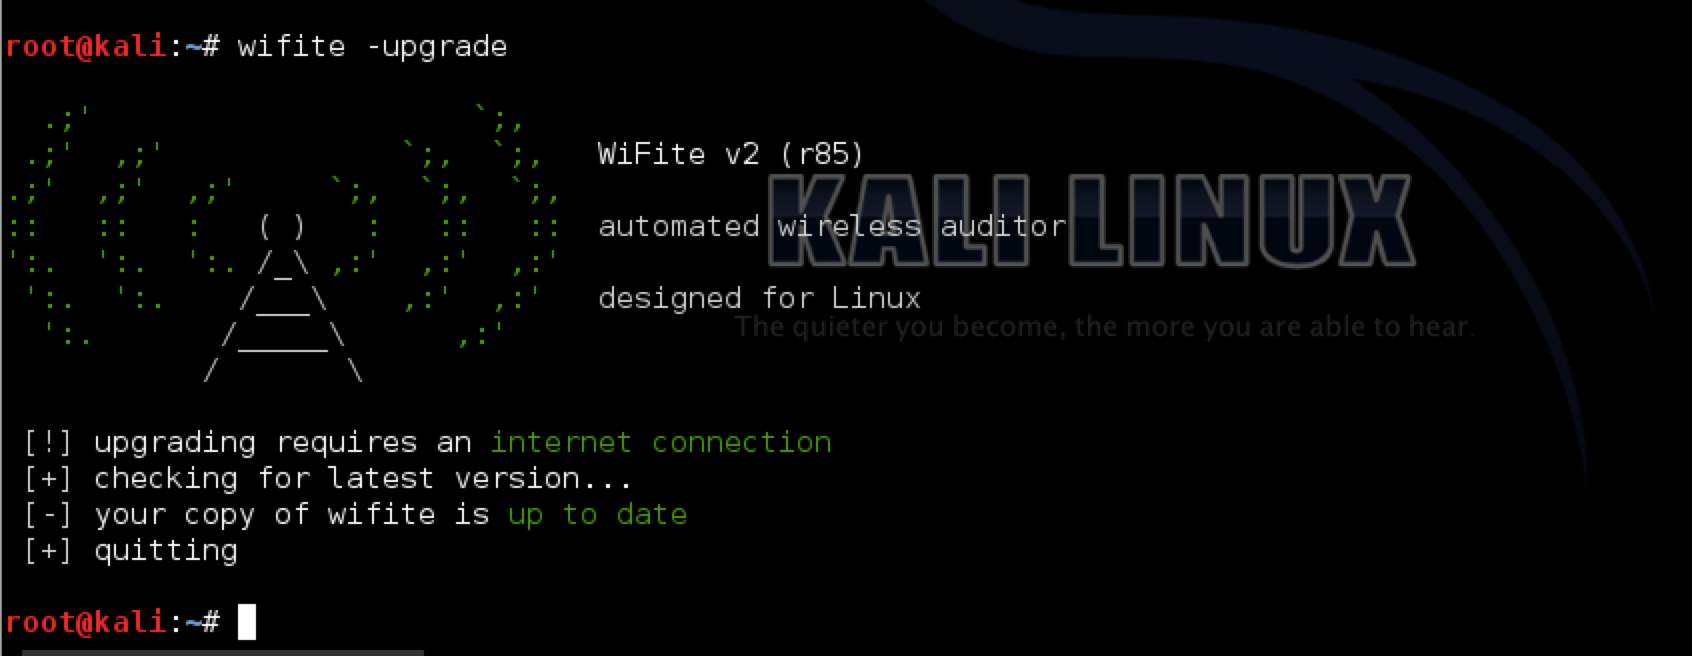 root@kali:~# wifite -upgrade
WiFite v2 (r85)
KALI LINUX
automated wireless auditor
designed for Linux
The quieter you become, the more you are able to hear.
[!] upgrading requires an internet connection
[+] checking for latest version...
[-] your copy of wifite is up to date
[+] quitting
root@kali:~#